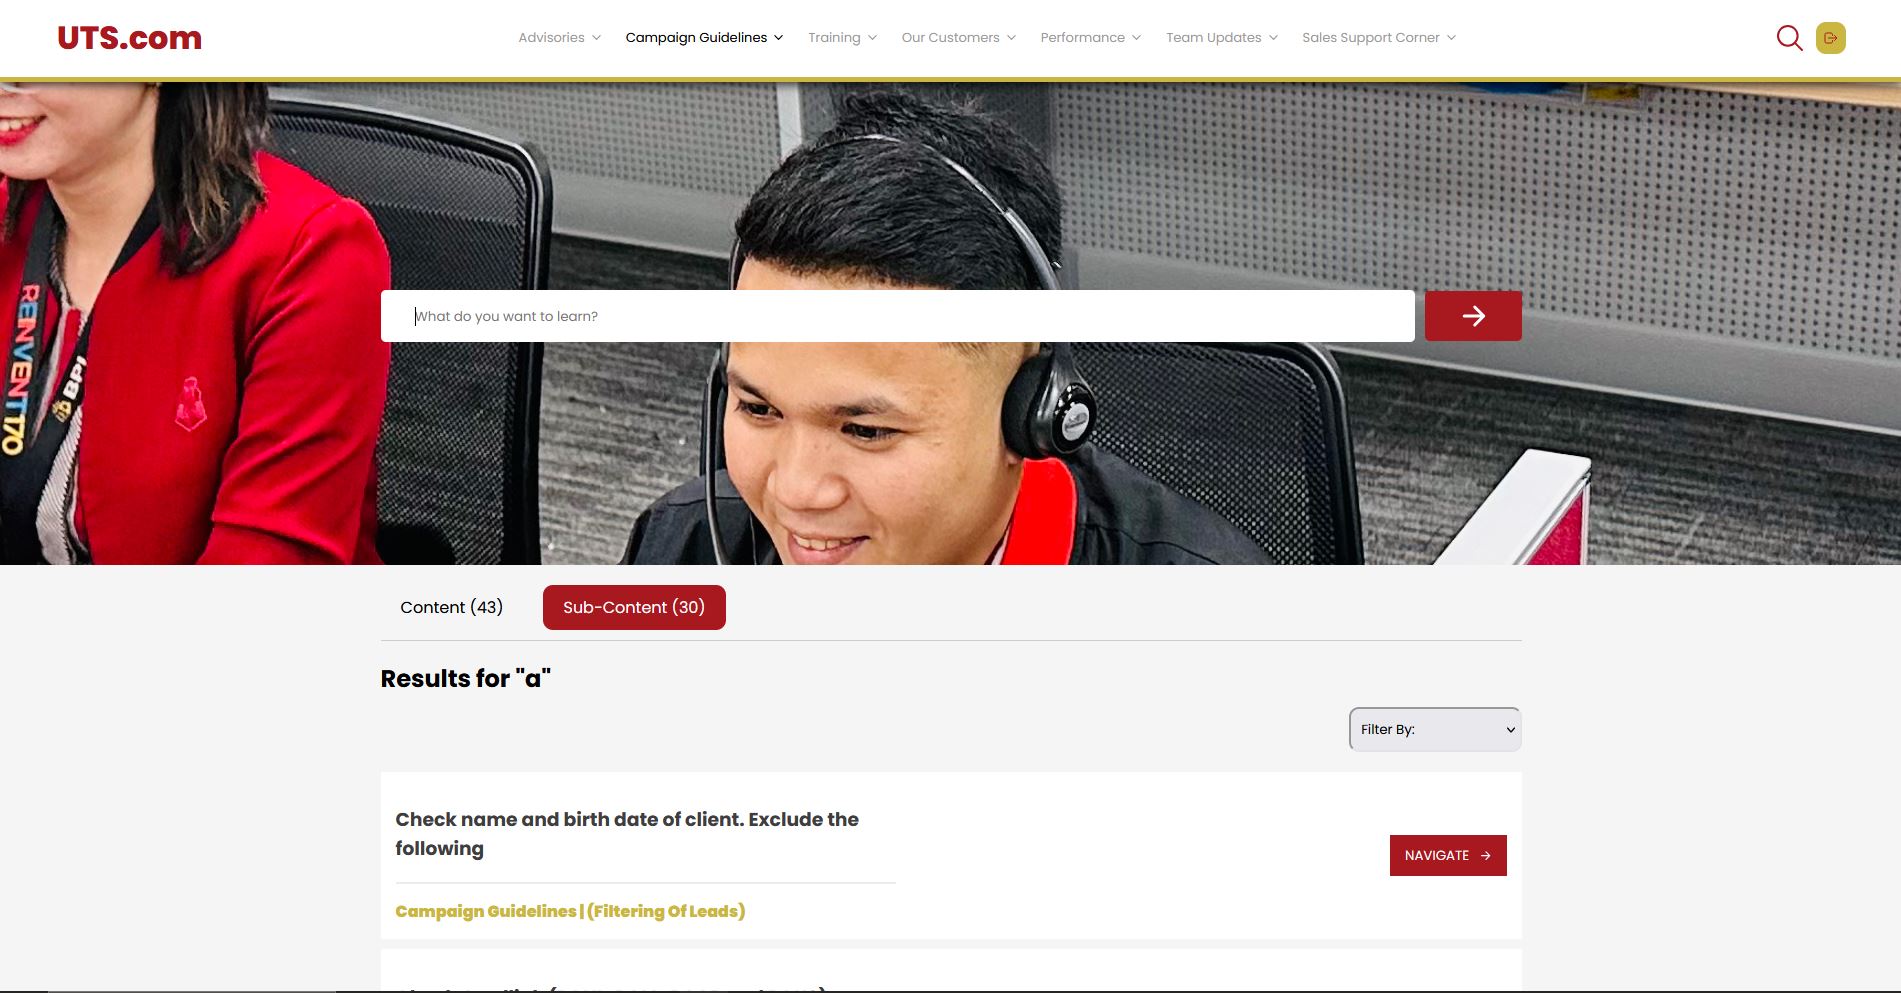 UTS.com
Advisories
Campaign Guidelines
Training
Our Customers
Performance
Team Updates
Sales Support Corner
RENVENT170
BPI
What do you want to learn?
Content (43)
Sub-Content (30)
Results for "a"
Filter By:
Check name and birth date of client. Exclude the
following
NAVIGATE
Campaign Guidelines | (Filtering Of Leads)